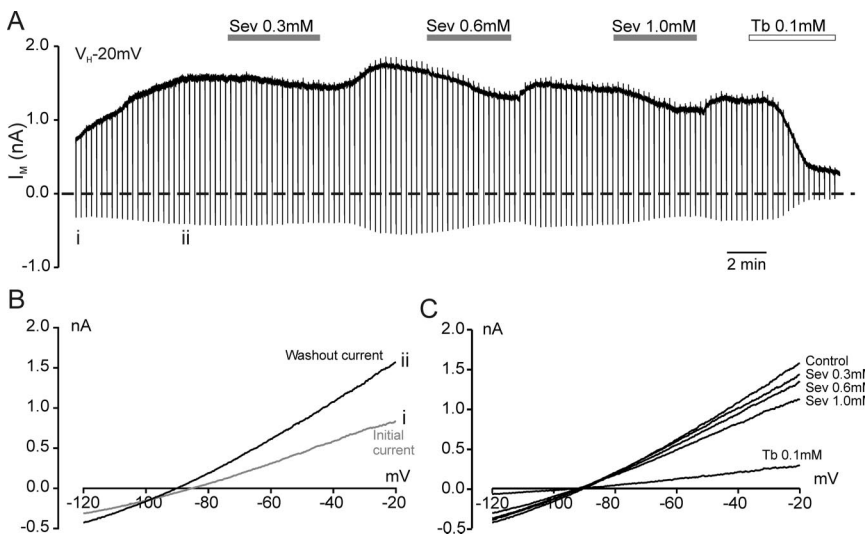 A
Sev 0.3mM Sev 0.6mM Sev 1.0mM Tb 0.1mM
2.0
VH-20mV
1.0
IM (nA)
0.0
i ii
2 min
-1.0
B
nA
2.0
Washout current ii
1.5
1.0
i
Initial
current
0.5
0.0
mV
-120 -100 -80 -60 -40 -20
-0.5
C
nA
2.0
Control
1.5
Sev 0.3mM
Sev 0.6mM
Sev 1.0mM
1.0
0.5
Tb 0.1mM
0.0
mV
-120 -100 -80 -60 -40 -20
-0.5